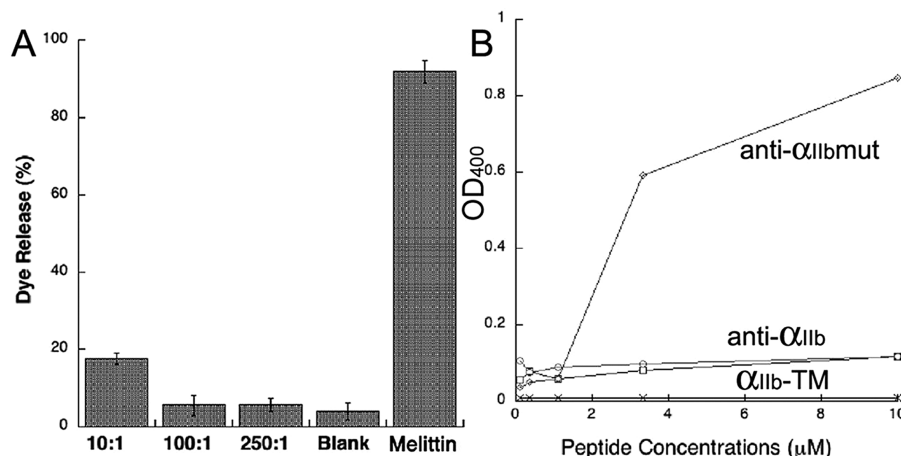 A
Dye Release (%)
100
80
60
40
20
0
10:1 100:1 250:1 Blank Melittin
B
OD400
1
0.8
0.6
0.4
0.2
0
anti-αIIbmut
anti-αIIb
αIIb-TM
0 2 4 6 8 10
Peptide Concentrations (μM)